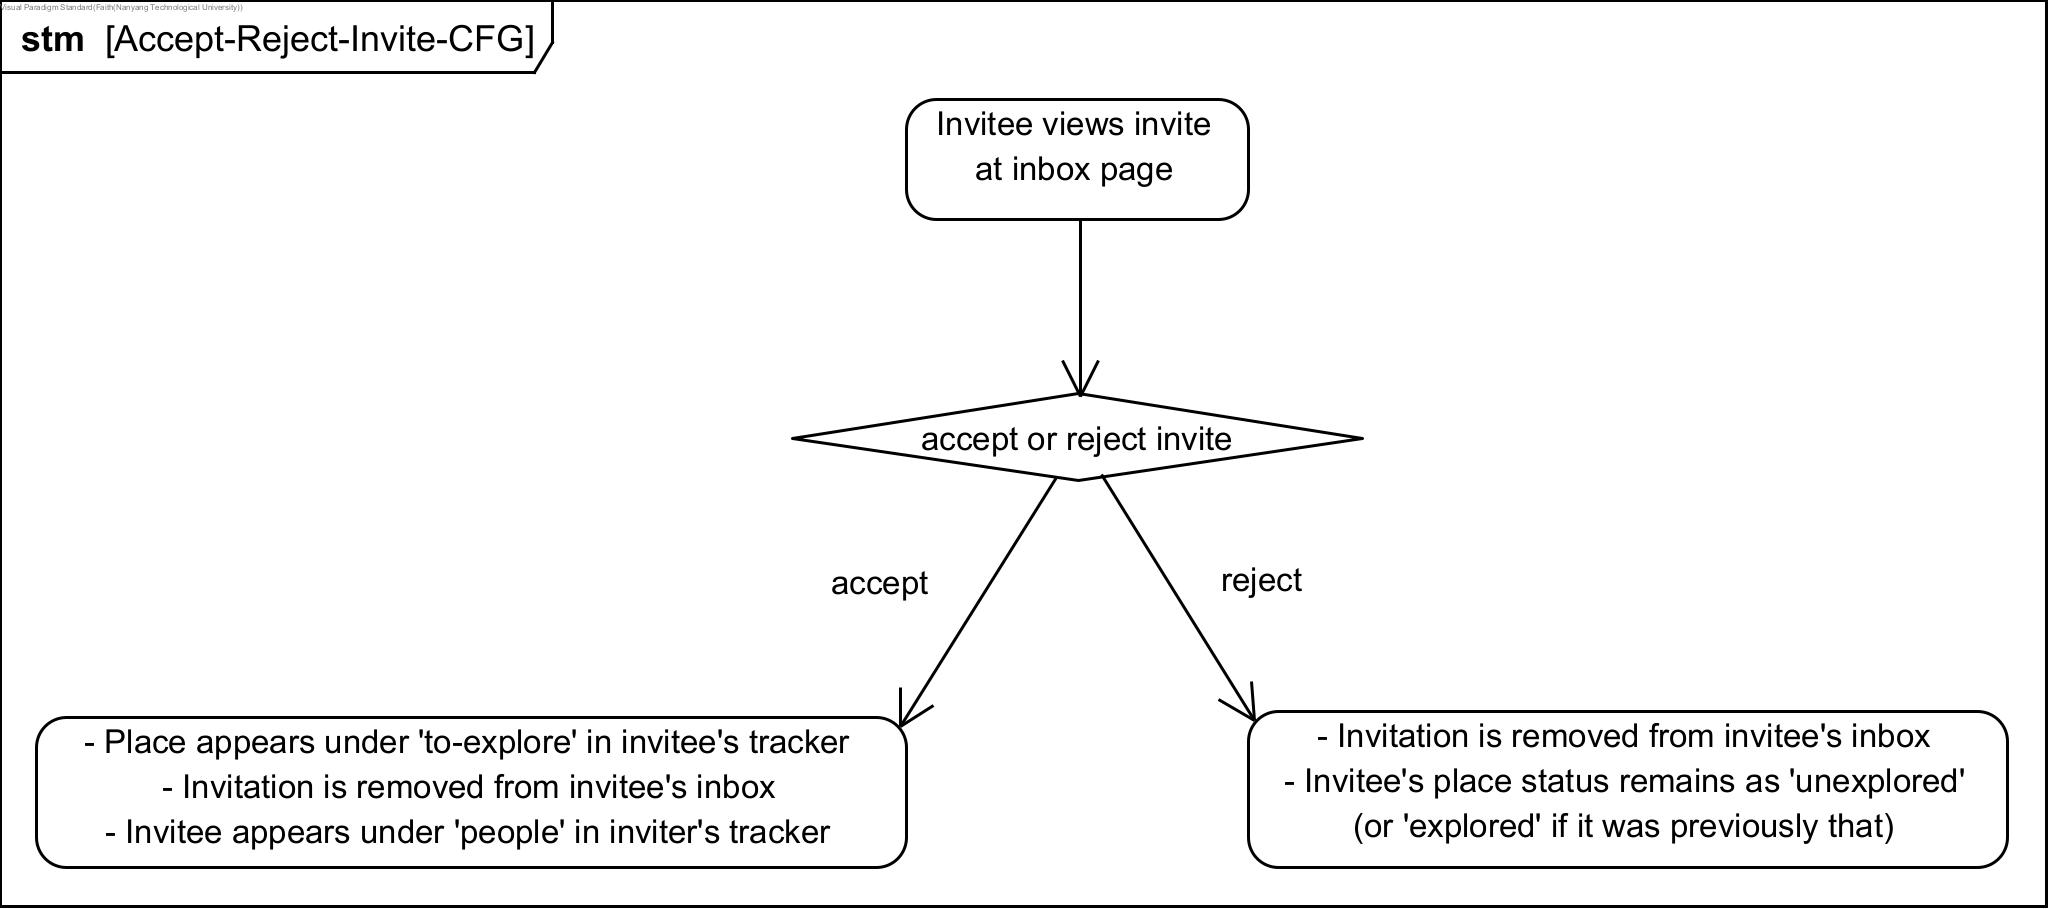 Visual Paradigm Standard(Faith(Nanyang Technological University))
stm [Accept-Reject-Invite-CFG]
Invitee views invite
at inbox page
accept or reject invite
accept
reject
- Place appears under 'to-explore' in invitee's tracker
- Invitation is removed from invitee's inbox
- Invitee appears under 'people' in inviter's tracker
- Invitation is removed from invitee's inbox
- Invitee's place status remains as 'unexplored'
(or 'explored' if it was previously that)